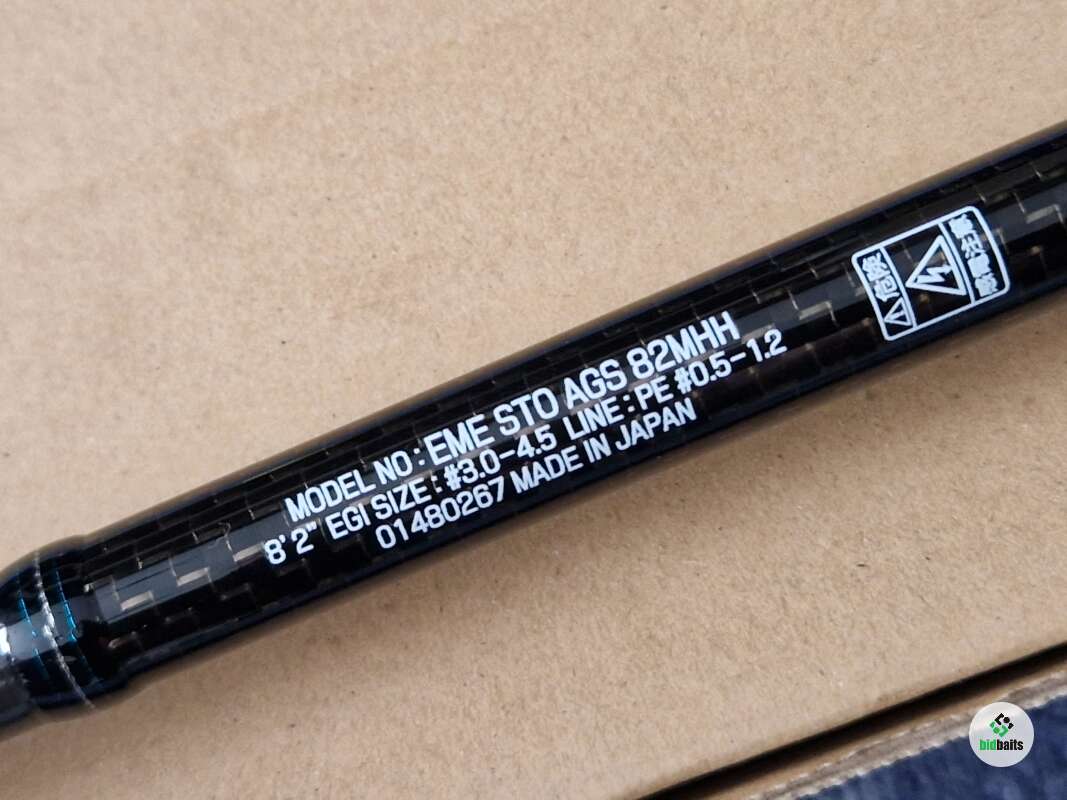 MODEL NO : EME STO AGS 82MHH
8'2" EGI SIZE : #3.0-4.5 LINE : PE #0.5-1.2
01480267 MADE IN JAPAN
⚠危険
感電注意
bidbaits